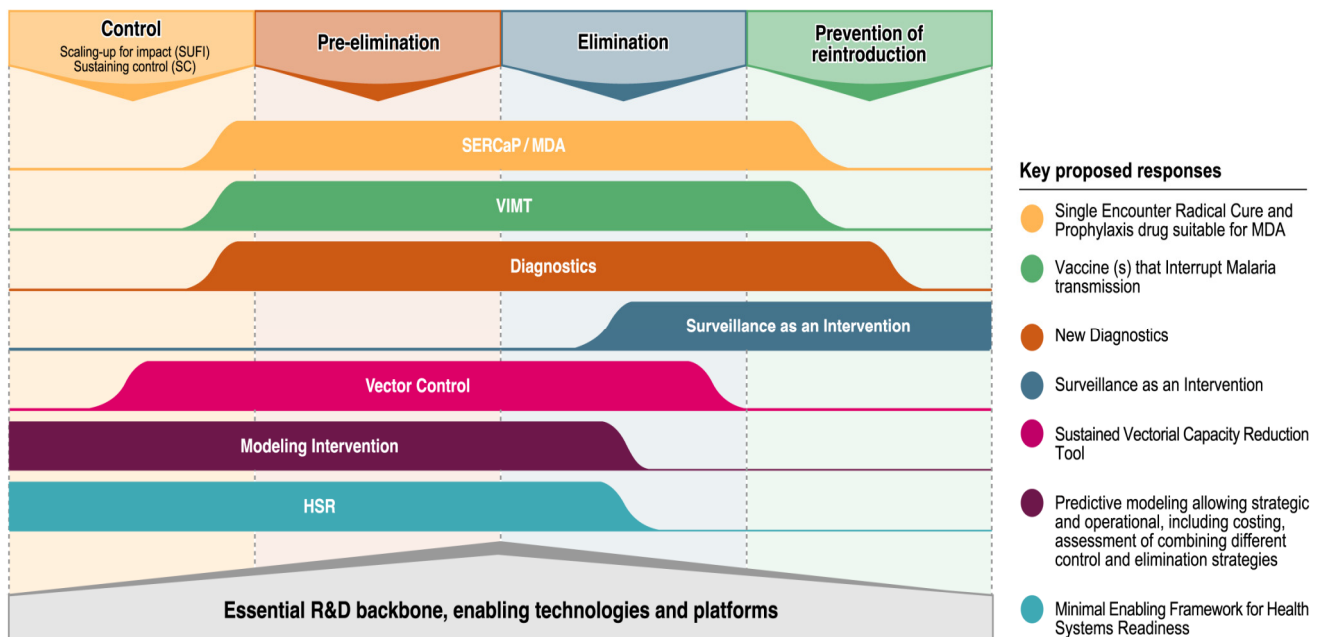 Control
Scaling-up for impact (SUFI)
Sustaining control (SC)
Pre-elimination
Elimination
Prevention of
reintroduction
SERCaP / MDA
VIMT
Diagnostics
Surveillance as an Intervention
Vector Control
Modeling Intervention
HSR
Essential R&D backbone, enabling technologies and platforms
Key proposed responses
Single Encounter Radical Cure and
Prophylaxis drug suitable for MDA
Vaccine (s) that Interrupt Malaria
transmission
New Diagnostics
Surveillance as an Intervention
Sustained Vectorial Capacity Reduction
Tool
Predictive modeling allowing strategic
and operational, including costing,
assessment of combining different
control and elimination strategies
Minimal Enabling Framework for Health
Systems Readiness